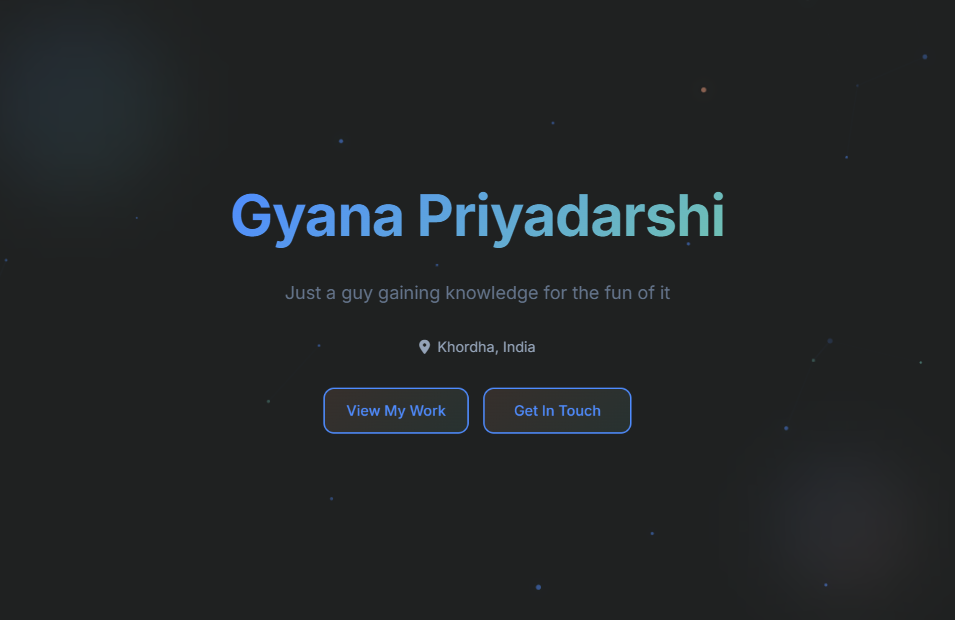 Gyana Priyadarshi
Just a guy gaining knowledge for the fun of it
Khordha, India
View My Work
Get In Touch